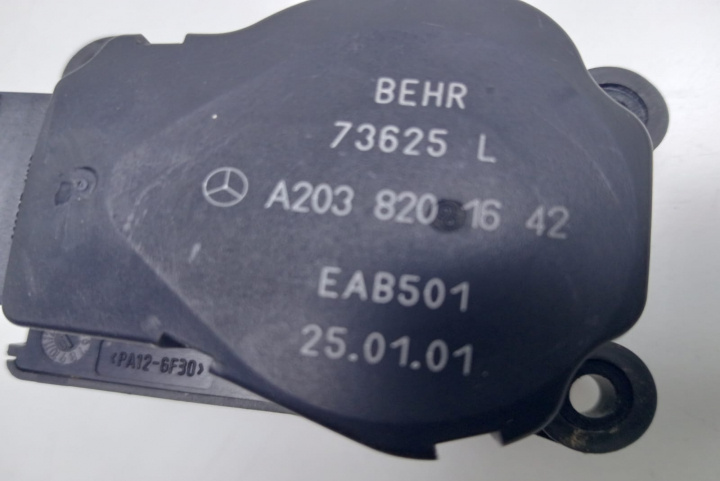 BEHR
73625 L
A203 820 16 42
EAB501
25.01.01
<PA12-GF30>